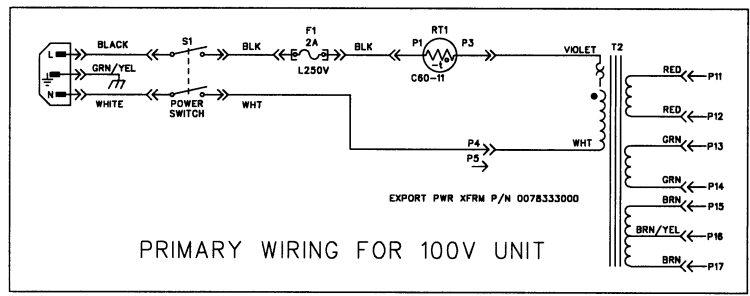 BLACK
S1
BLK
F1
2A
L250V
BLK
RT1
P1
P3
-t°
C60-11
VIOLET
T2
L
GRN/YEL
N
WHITE
POWER
SWITCH
WHT
P4
P5
WHT
RED
P11
RED
P12
GRN
P13
GRN
P14
BRN
P15
BRN/YEL
P16
BRN
P17
EXPORT PWR XFRM P/N 0078333000
PRIMARY WIRING FOR 100V UNIT